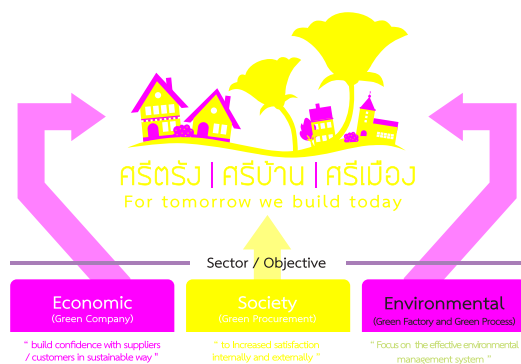 ศรีตรัง | ศรีบ้าน | ศรีเมือง
For tomorrow we build today
Sector / Objective
Economic
(Green Company)
" build confidence with suppliers
/ customers in sustainable way "
Society
(Green Procurement)
" to Increased satisfaction
Internally and externally "
Environmental
(Green Factory and Green Process)
" Focus on the effective environmental
management system "